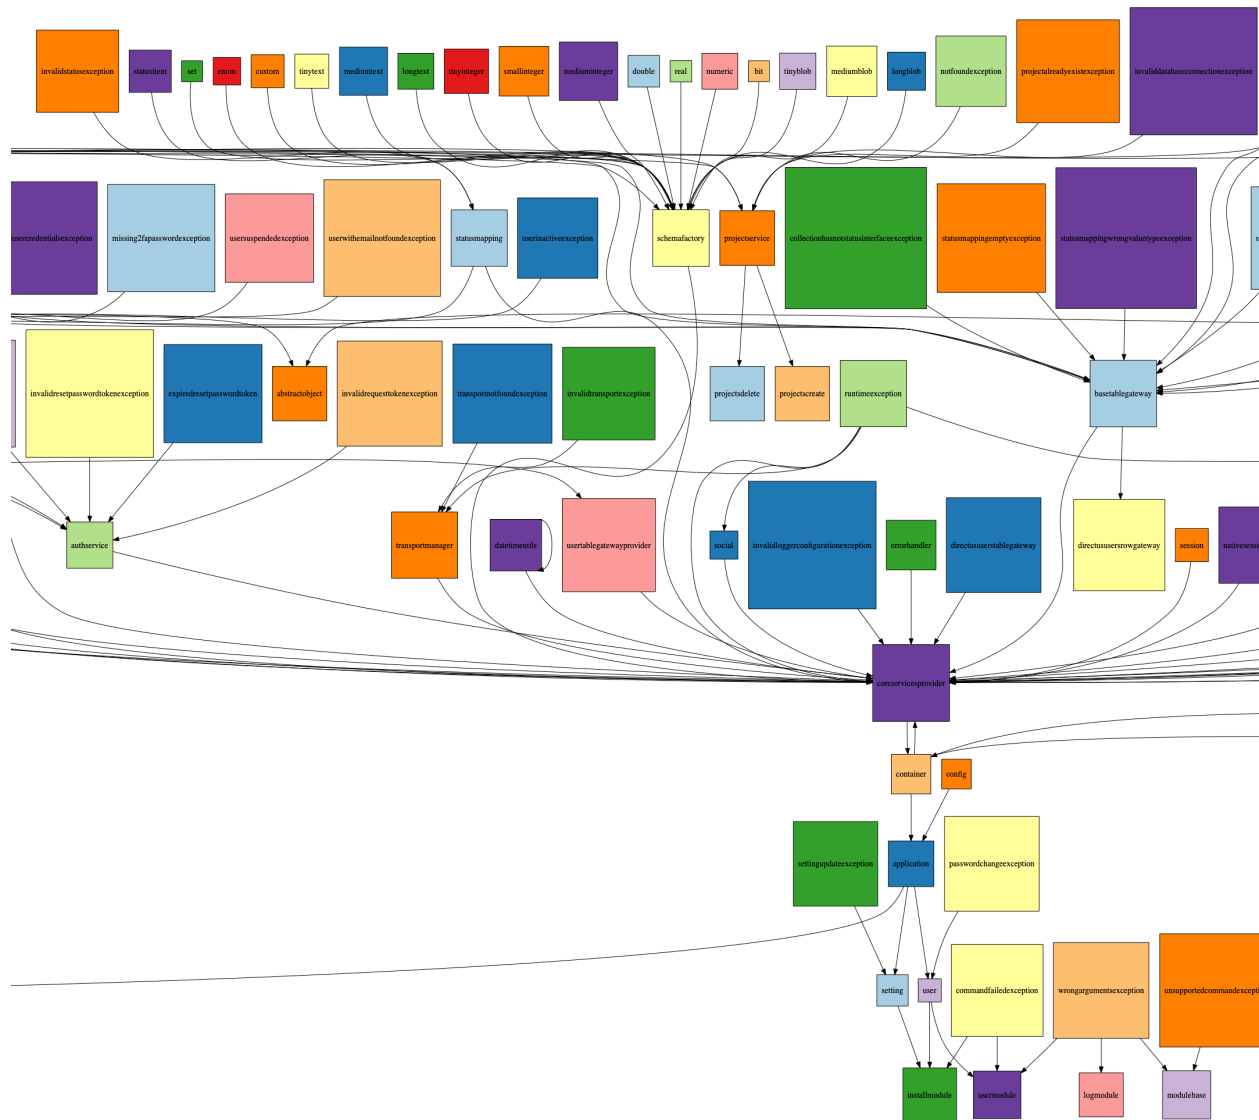 invalidstatusexception
statusitem
set
enum
custom
tinytext
mediumtext
longtext
tinyinteger
smallinteger
mediuminteger
double
real
numeric
bit
tinyblob
mediumblob
longblob
notfoundexception
projectalreadyexistexception
invaliddatabaseconnectionexception
usercredentialsexception
missing2fapasswordexception
usersuspendedexception
userwithemailnotfoundexception
statusmapping
userinactiveexception
schemafactory
projectservice
collectionhasnotstatusinterfaceexception
statusmappingemptyexception
statusmappingwrongvaluetypeexception
s
invalidresetpasswordtokenexception
expiredresetpasswordtoken
abstractobject
invalidrequesttokenexception
transportnotfoundexception
invalidtransportexception
projectsdelete
projectscreate
runtimeexception
basetablegateway
authservice
transportmanager
datetimeutils
usertablegatewayprovider
social
invalidloggerconfigurationexception
errorhandler
directususerstablegateway
directususersrowgateway
session
nativesessi
coreservicesprovider
container
config
settingupdateexception
application
passwordchangeexception
setting
user
commandfailedexception
wrongargumentsexception
unsupportedcommandexcepti
installmodule
usermodule
logmodule
modulebase